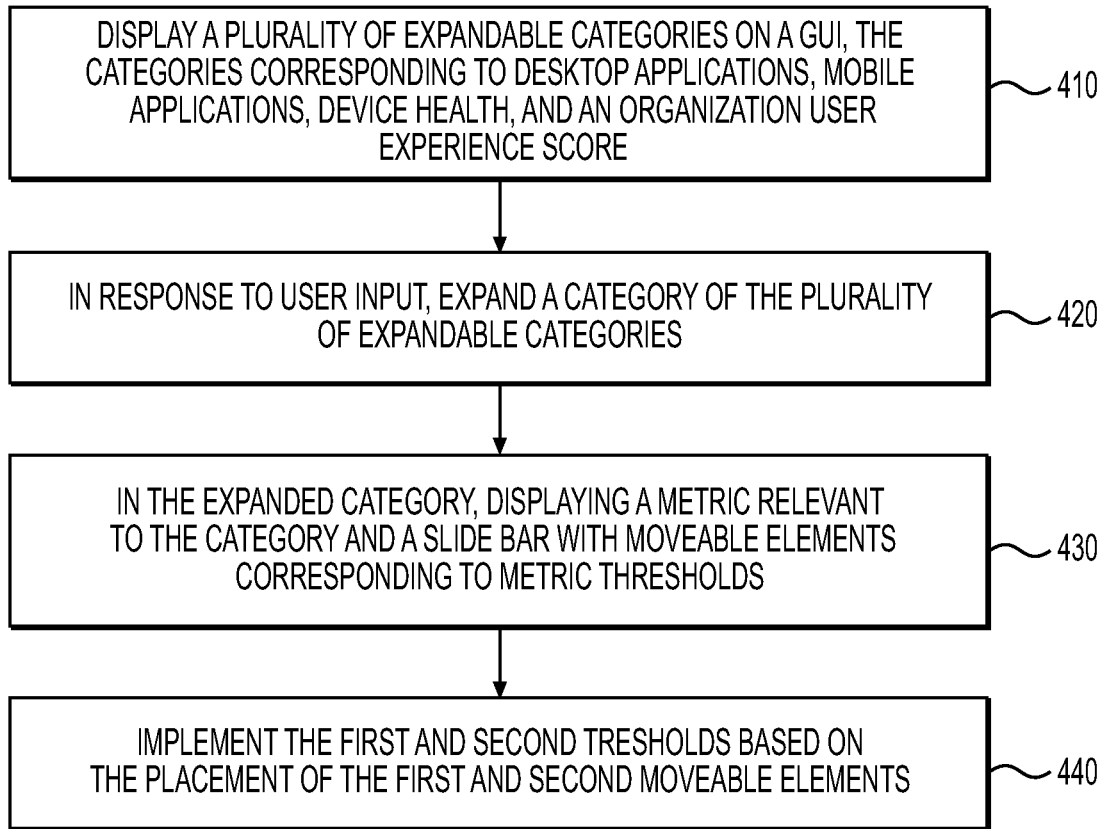 DISPLAY A PLURALITY OF EXPANDABLE CATEGORIES ON A GUI, THE
CATEGORIES CORRESPONDING TO DESKTOP APPLICATIONS, MOBILE
APPLICATIONS, DEVICE HEALTH, AND AN ORGANIZATION USER
EXPERIENCE SCORE
410
IN RESPONSE TO USER INPUT, EXPAND A CATEGORY OF THE PLURALITY
OF EXPANDABLE CATEGORIES
420
IN THE EXPANDED CATEGORY, DISPLAYING A METRIC RELEVANT
TO THE CATEGORY AND A SLIDE BAR WITH MOVEABLE ELEMENTS
CORRESPONDING TO METRIC THRESHOLDS
430
IMPLEMENT THE FIRST AND SECOND TRESHOLDS BASED ON
THE PLACEMENT OF THE FIRST AND SECOND MOVEABLE ELEMENTS
440